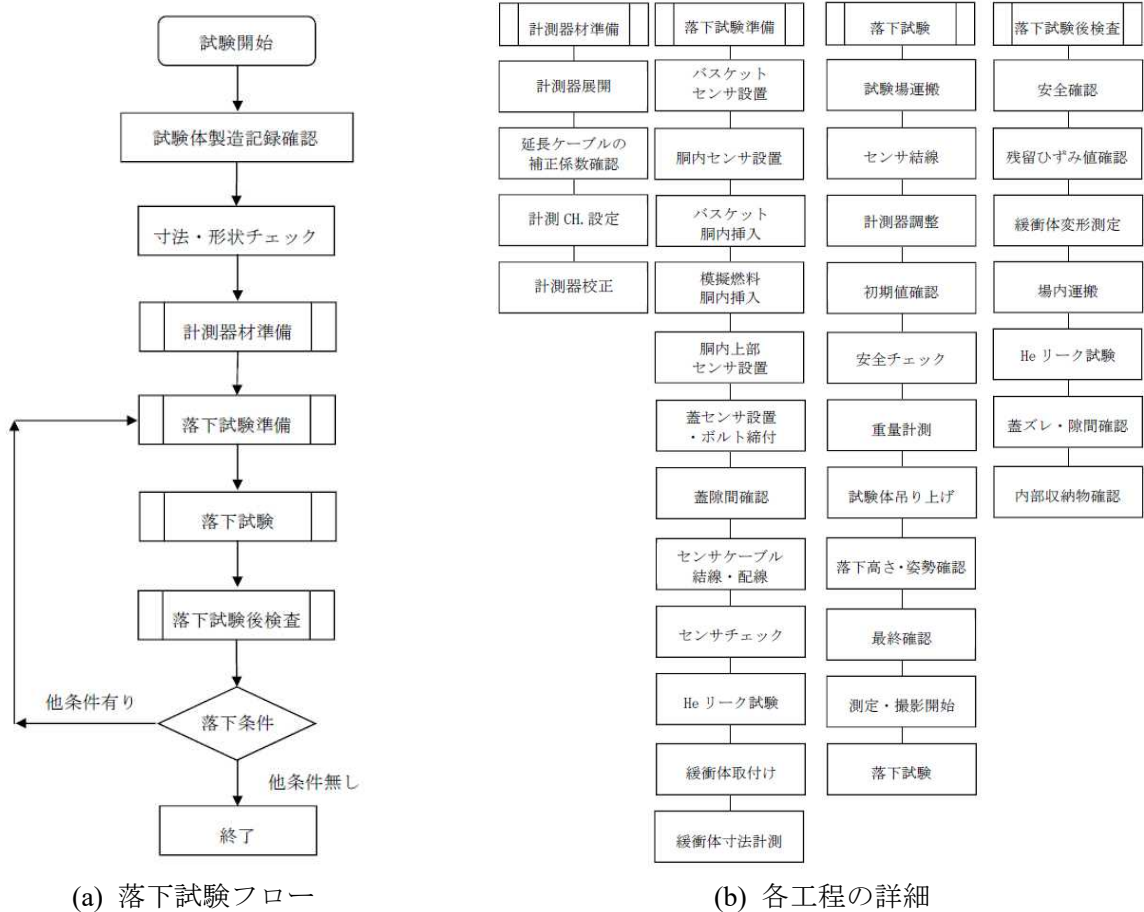 試験開始
試験体製造記録確認
寸法・形状チェック
計測器材準備
落下試験準備
落下試験
落下試験後検査
他条件有り
落下条件
他条件無し
終了
(a) 落下試験フロー
計測器材準備
計測器展開
延長ケーブルの
補正係数確認
計測 CH. 設定
計測器校正
落下試験準備
バスケット
センサ設置
胴内センサ設置
バスケット
胴内挿入
模擬燃料
胴内挿入
胴内上部
センサ設置
蓋センサ設置
・ボルト締付
蓋隙間確認
センサケーブル
結線・配線
センサチェック
He リーク試験
緩衝体取付け
緩衝体寸法計測
落下試験
試験場運搬
センサ結線
計測器調整
初期値確認
安全チェック
重量計測
試験体吊り上げ
落下高さ・姿勢確認
最終確認
測定・撮影開始
落下試験
落下試験後検査
安全確認
残留ひずみ値確認
緩衝体変形測定
場内運搬
He リーク試験
蓋ズレ・隙間確認
内部収納物確認
(b) 各工程の詳細